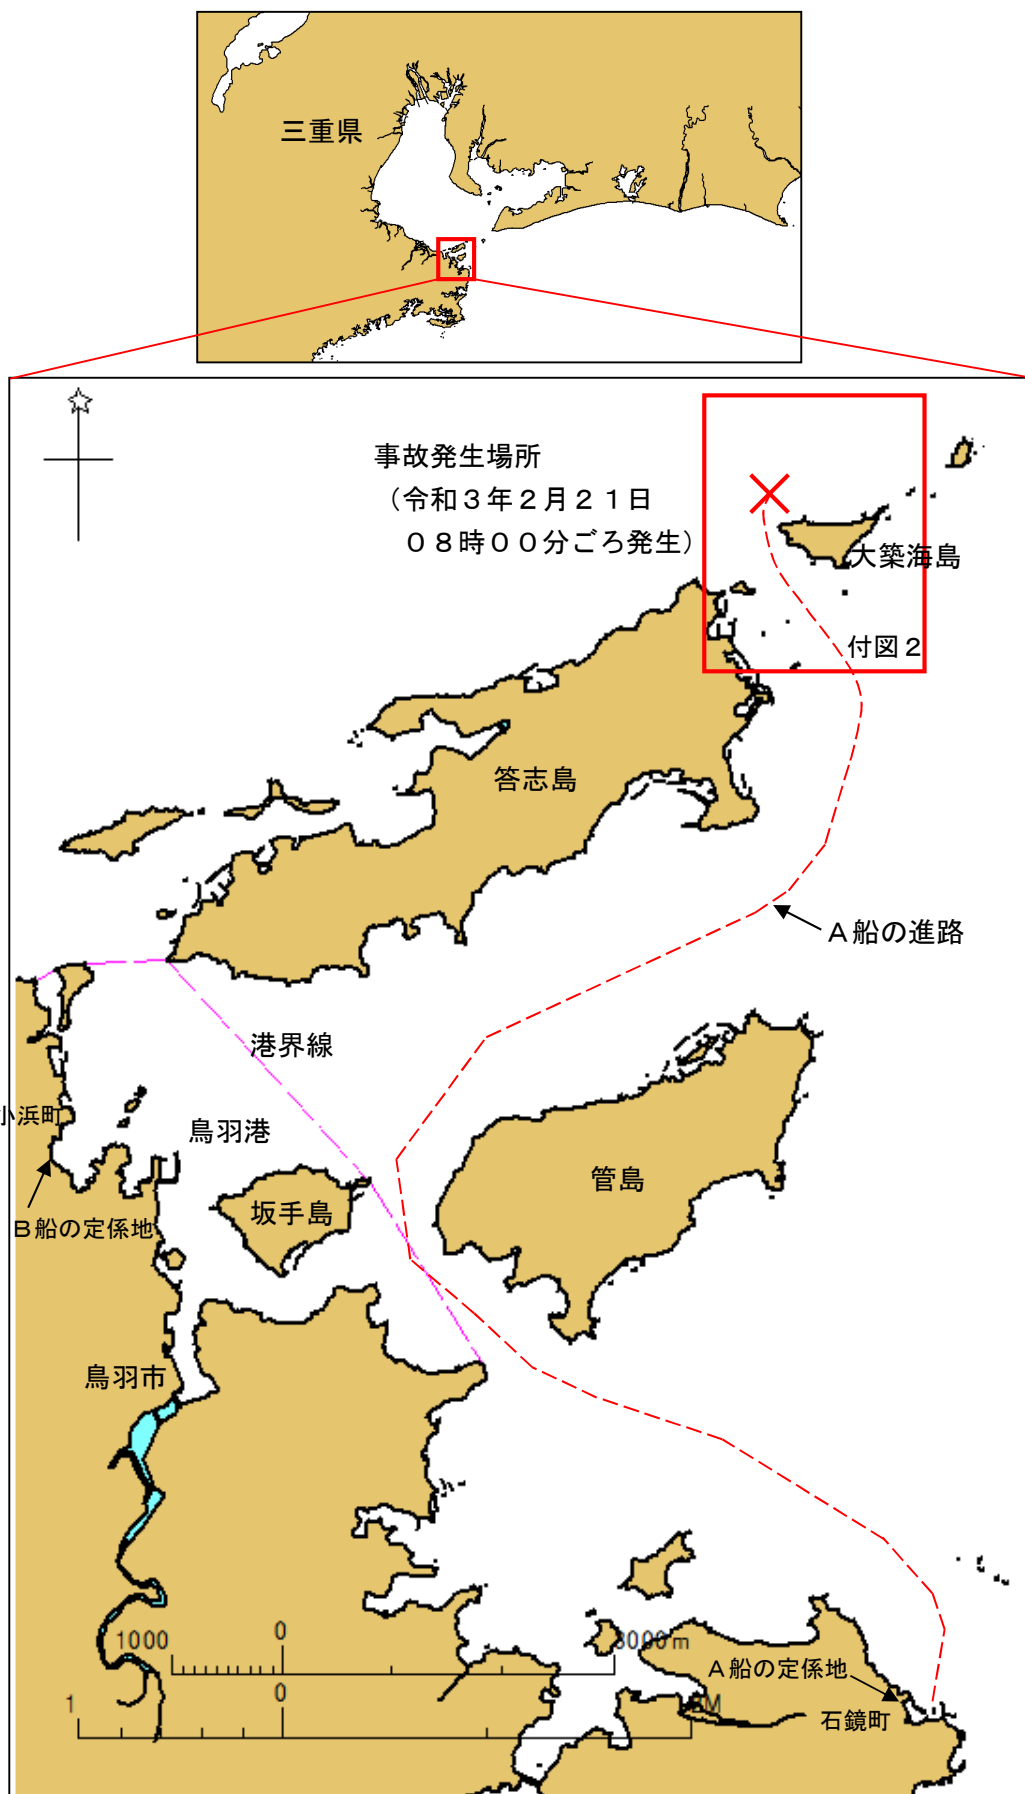 三重県
事故発生場所
（令和３年２月２１日
０８時００分ごろ発生）
大築海島
付図２
答志島
Ａ船の進路
港界線
小浜町
鳥羽港
管島
坂手島
Ｂ船の定係地
鳥羽市
1000
0
3000m
Ａ船の定係地
1
0
石鏡町